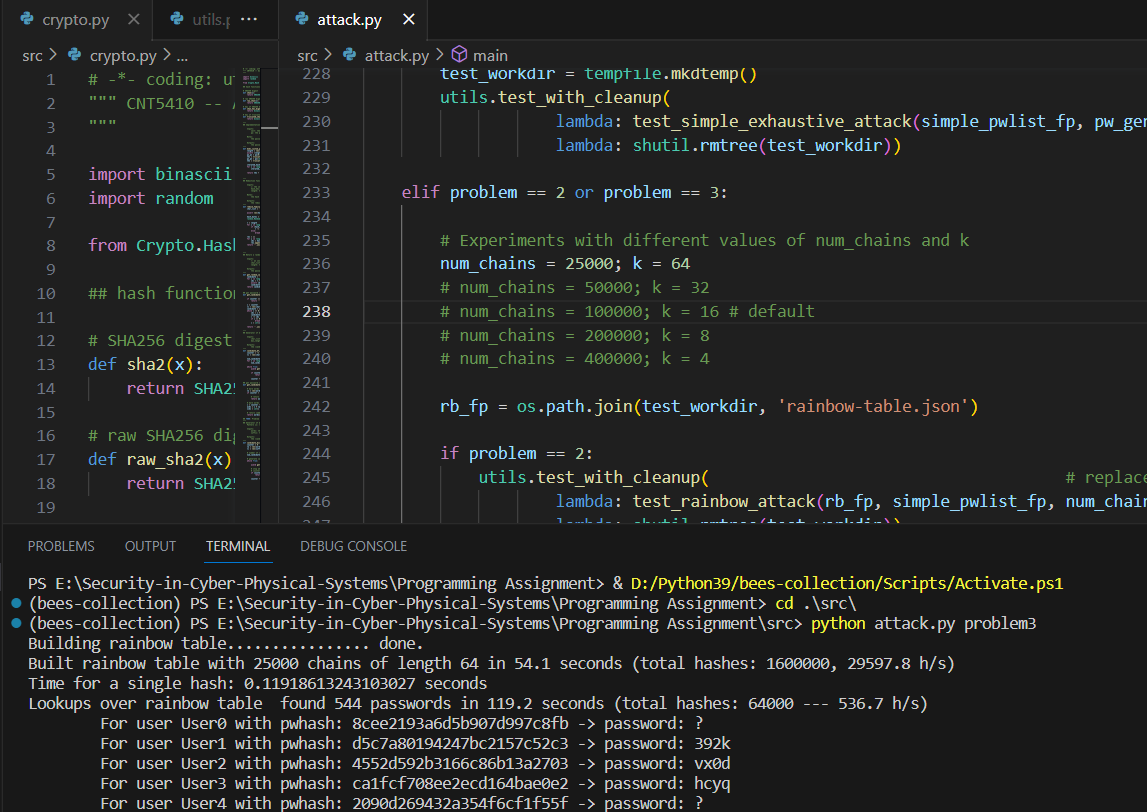 crypto.py
utils.p
...
attack.py
src > crypto.py > ...
1 # -*- coding: u
2 """ CNT5410 --
3 """
4
5 import binascii
6 import random
7
8 from Crypto.Hash
9
10 ## hash function
11
12 # SHA256 digest
13 def sha2(x):
14 return SHA25
15
16 # raw SHA256 dig
17 def raw_sha2(x)
18 return SHA25
19
src > attack.py > main
228 test_workdir = tempfile.mkdtemp()
229 utils.test_with_cleanup(
230 lambda: test_simple_exhaustive_attack(simple_pwlist_fp, pw_gen
231 lambda: shutil.rmtree(test_workdir))
232
233 elif problem == 2 or problem == 3:
234
235 # Experiments with different values of num_chains and k
236 num_chains = 25000; k = 64
237 # num_chains = 50000; k = 32
238 # num_chains = 100000; k = 16 # default
239 # num_chains = 200000; k = 8
240 # num_chains = 400000; k = 4
241
242 rb_fp = os.path.join(test_workdir, 'rainbow-table.json')
243
244 if problem == 2:
245 utils.test_with_cleanup( # replace
246 lambda: test_rainbow_attack(rb_fp, simple_pwlist_fp, num_chain
247 lambda: shutil.rmtree(test_workdir))
PROBLEMS OUTPUT TERMINAL DEBUG CONSOLE
PS E:\Security-in-Cyber-Physical-Systems\Programming Assignment> & D:/Python39/bees-collection/Scripts/Activate.ps1
(bees-collection) PS E:\Security-in-Cyber-Physical-Systems\Programming Assignment> cd .\src\
(bees-collection) PS E:\Security-in-Cyber-Physical-Systems\Programming Assignment\src> python attack.py problem3
Building rainbow table................ done.
Built rainbow table with 25000 chains of length 64 in 54.1 seconds (total hashes: 1600000, 29597.8 h/s)
Time for a single hash: 0.11918613243103027 seconds
Lookups over rainbow table  found 544 passwords in 119.2 seconds (total hashes: 64000 --- 536.7 h/s)
For user User0 with pwhash: 8cee2193a6d5b907d997c8fb -> password: ?
For user User1 with pwhash: d5c7a80194247bc2157c52c3 -> password: 392k
For user User2 with pwhash: 4552d592b3166c86b13a2703 -> password: vx0d
For user User3 with pwhash: ca1fcf708ee2ecd164bae0e2 -> password: hcyq
For user User4 with pwhash: 2090d269432a354f6cf1f55f -> password: ?